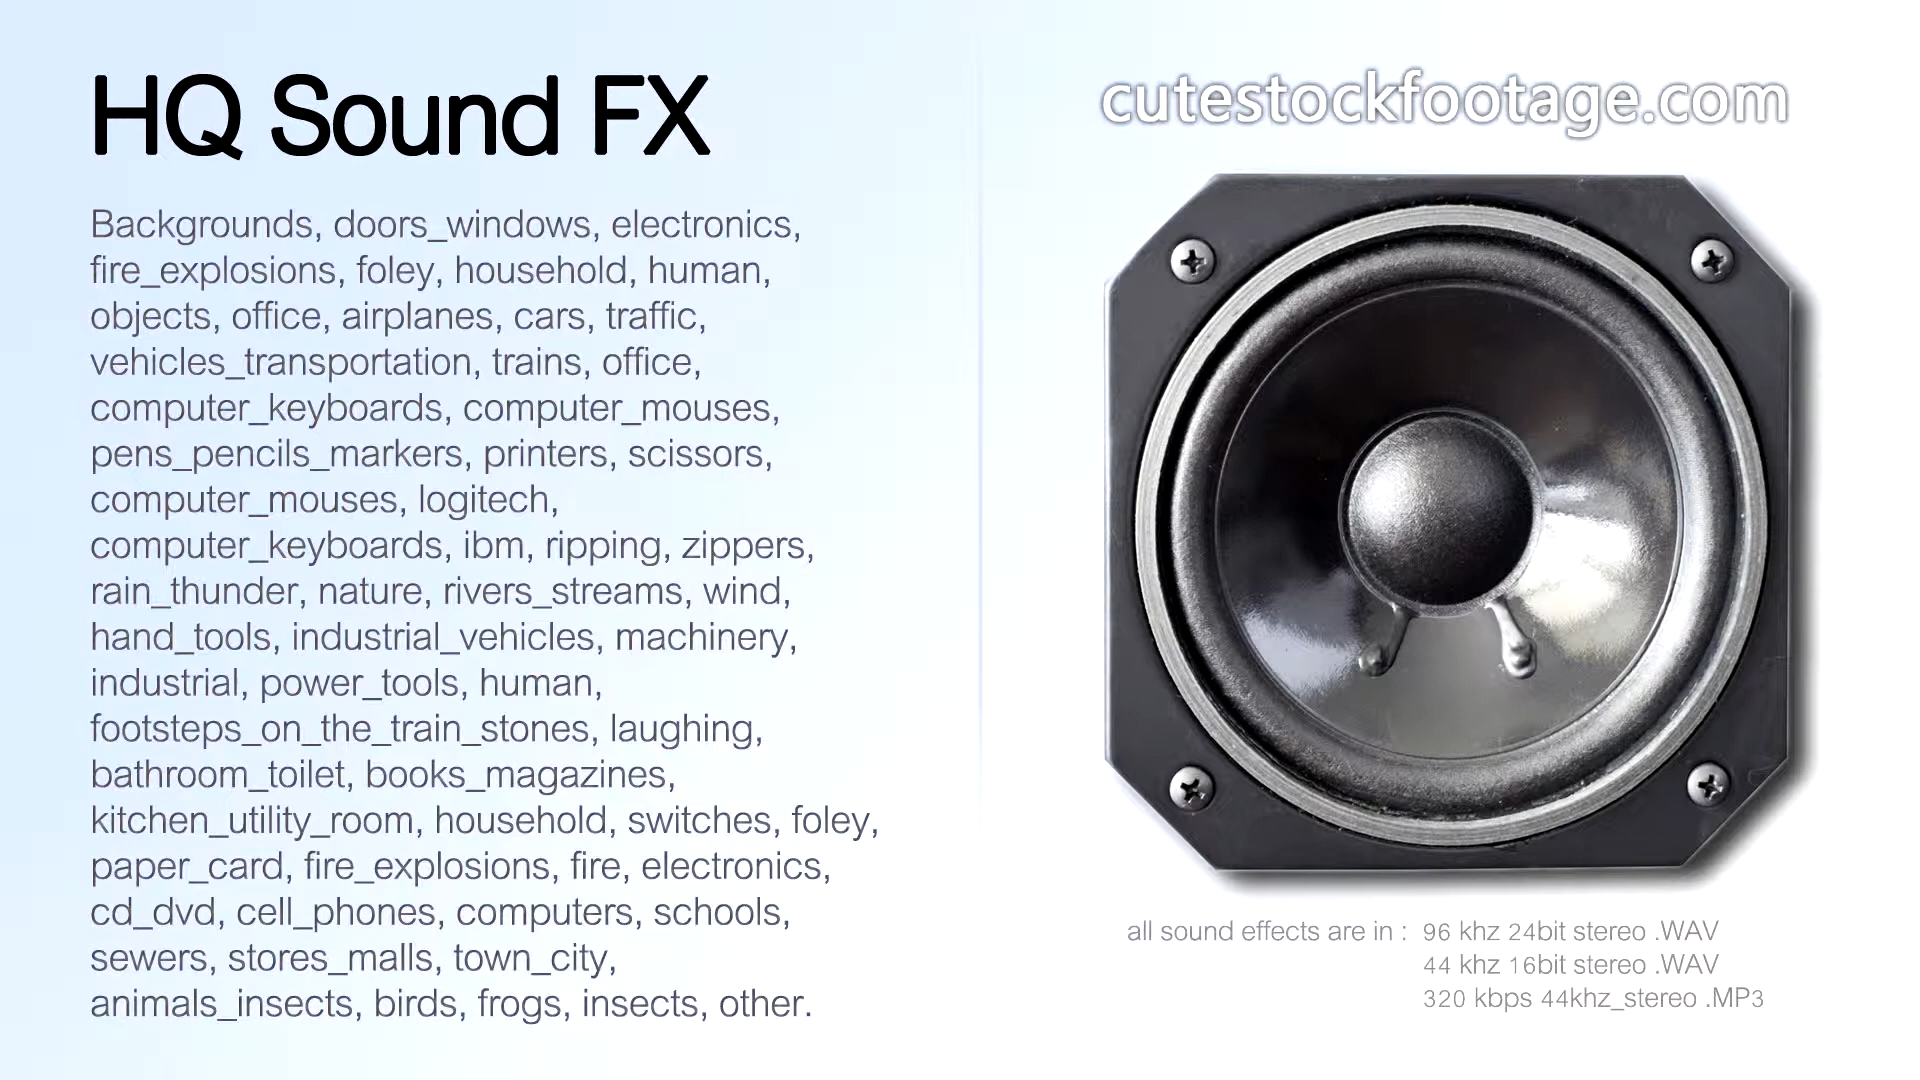 HQ Sound FX
Backgrounds, doors_windows, electronics,
fire_explosions, foley, household, human,
objects, office, airplanes, cars, traffic,
vehicles_transportation, trains, office,
computer_keyboards, computer_mouses,
pens_pencils_markers, printers, scissors,
computer_mouses, logitech,
computer_keyboards, ibm, ripping, zippers,
rain_thunder, nature, rivers_streams, wind,
hand_tools, industrial_vehicles, machinery,
industrial, power_tools, human,
footsteps_on_the_train_stones, laughing,
bathroom_toilet, books_magazines,
kitchen_utility_room, household, switches, foley,
paper_card, fire_explosions, fire, electronics,
cd_dvd, cell_phones, computers, schools,
sewers, stores_malls, town_city,
animals_insects, birds, frogs, insects, other.
cutestockfootage.com
all sound effects are in : 96 khz 24bit stereo .WAV
44 khz 16bit stereo .WAV
320 kbps 44khz_stereo .MP3